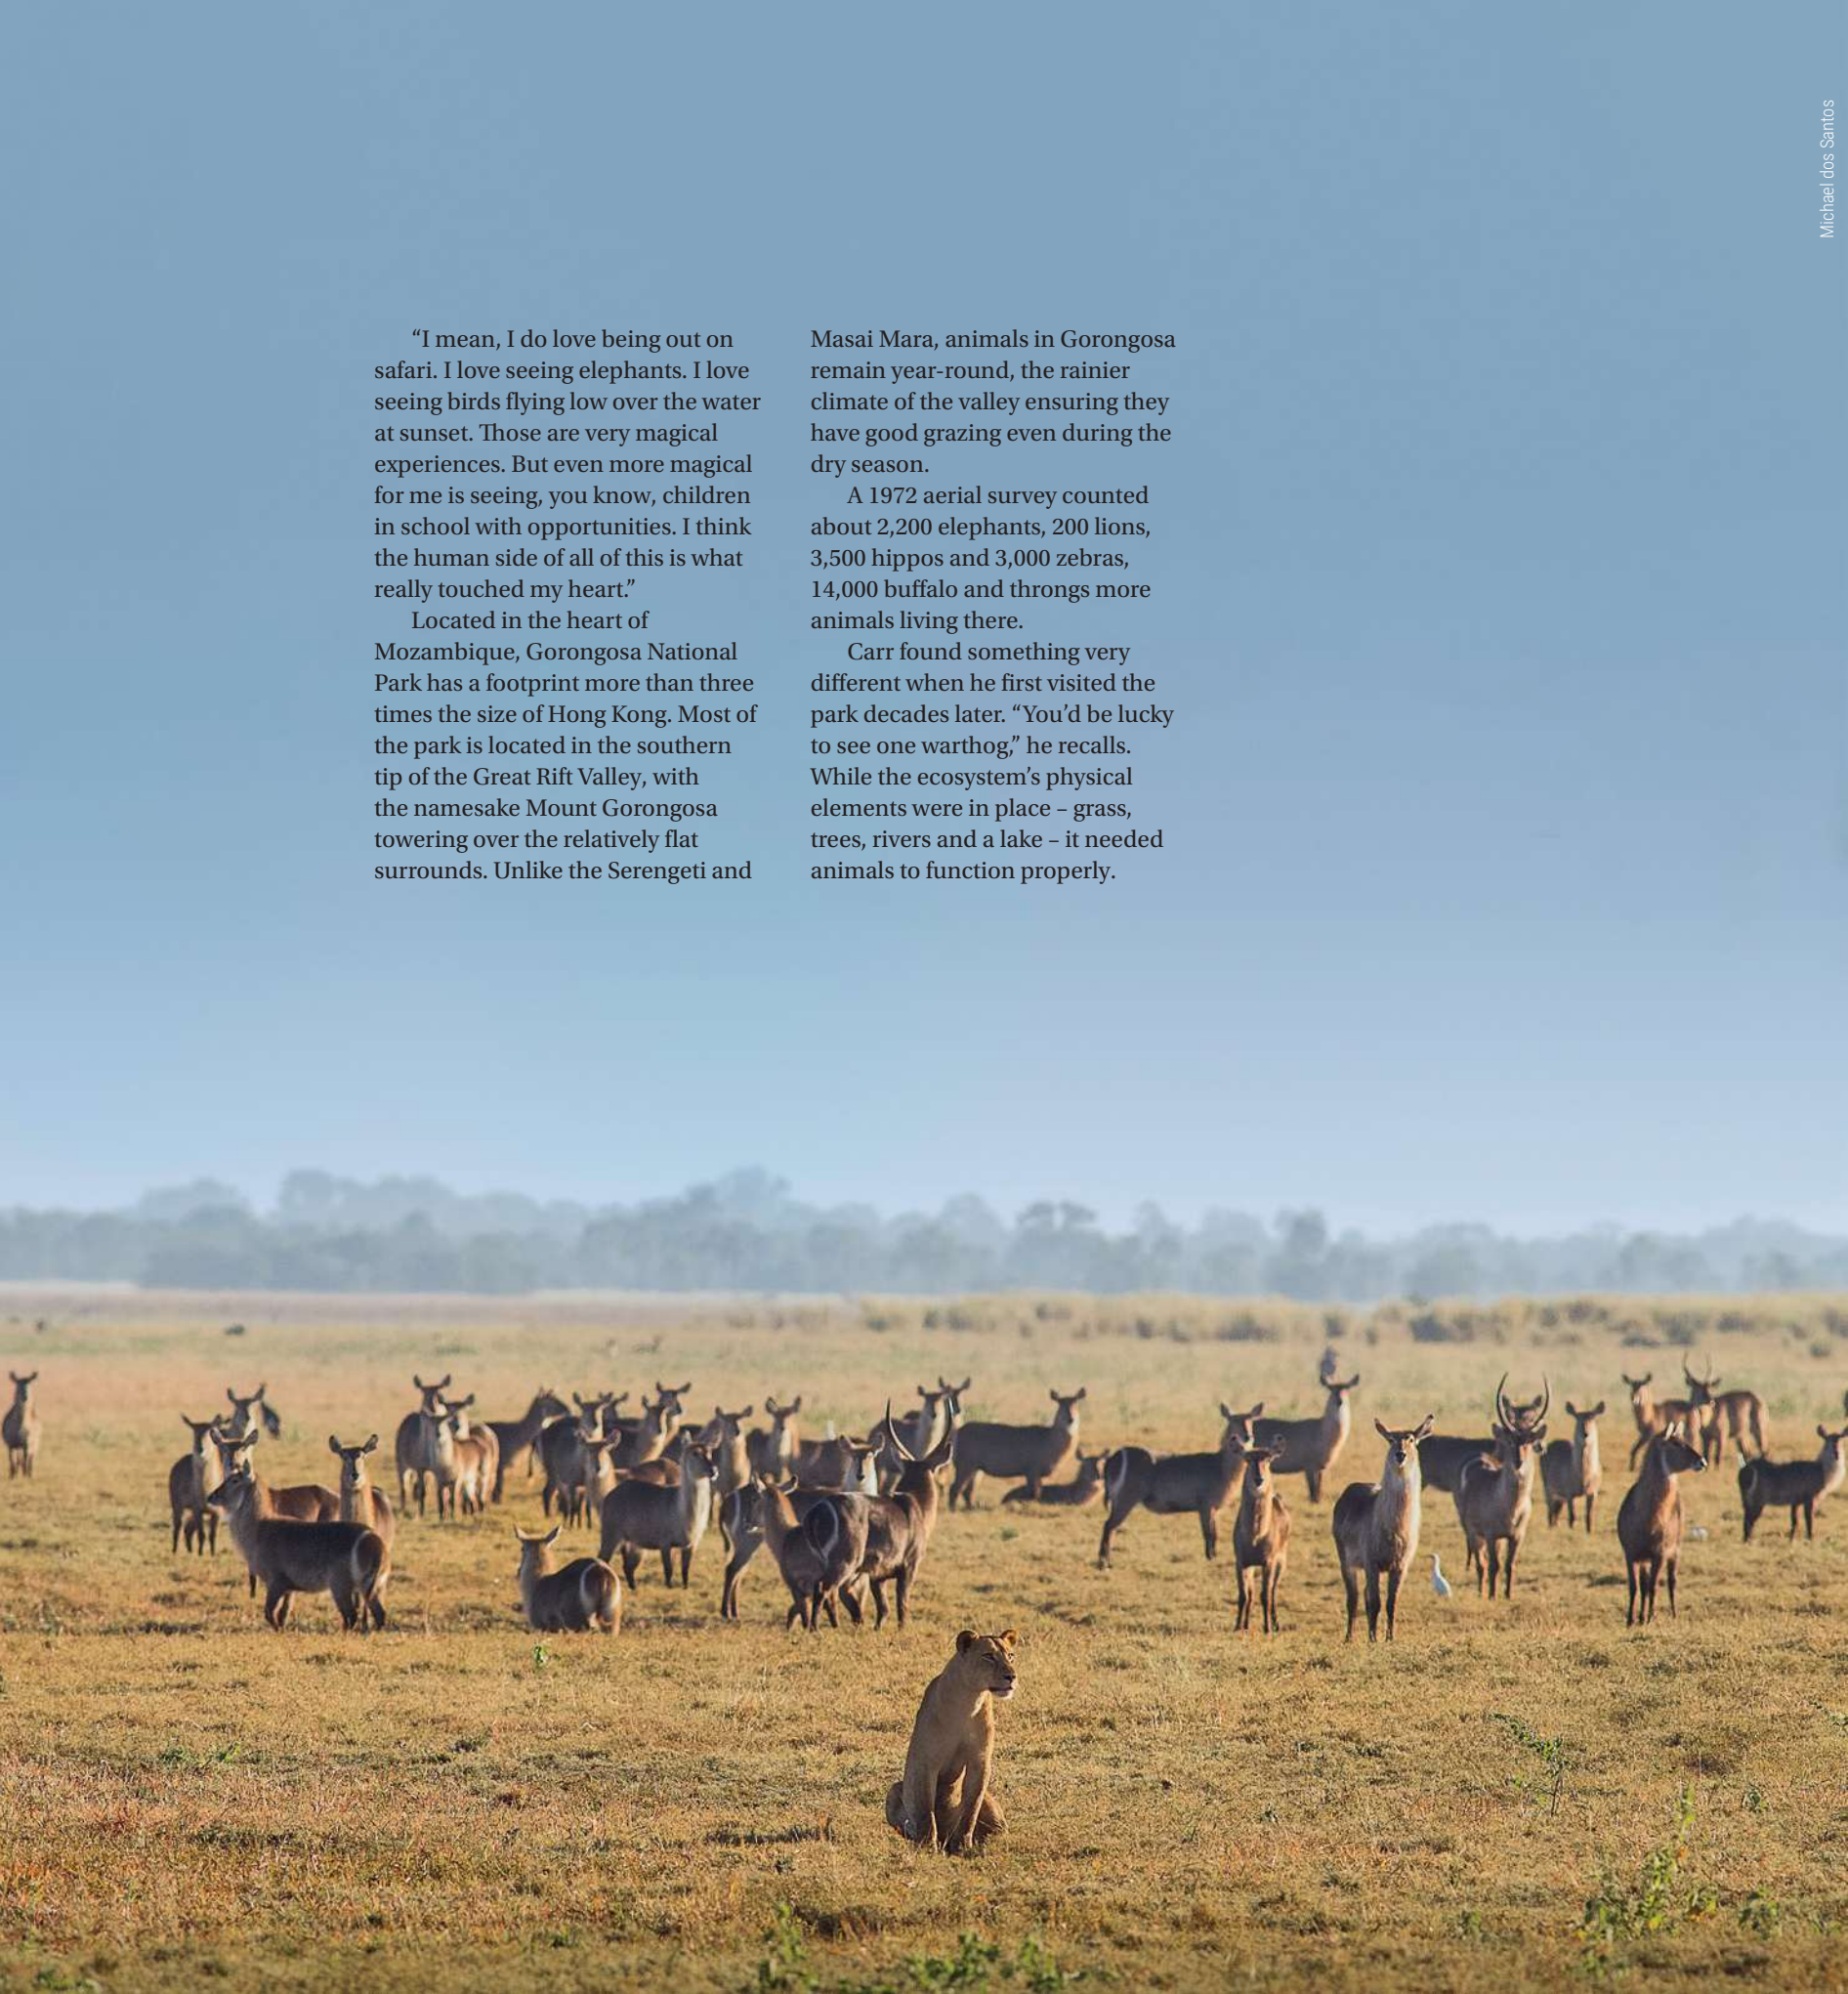 Michael dos Santos
“I mean, I do love being out on
safari. I love seeing elephants. I love
seeing birds flying low over the water
at sunset. Those are very magical
experiences. But even more magical
for me is seeing, you know, children
in school with opportunities. I think
the human side of all of this is what
really touched my heart.”
Located in the heart of
Mozambique, Gorongosa National
Park has a footprint more than three
times the size of Hong Kong. Most of
the park is located in the southern
tip of the Great Rift Valley, with
the namesake Mount Gorongosa
towering over the relatively flat
surrounds. Unlike the Serengeti and
Masai Mara, animals in Gorongosa
remain year-round, the rainier
climate of the valley ensuring they
have good grazing even during the
dry season.
A 1972 aerial survey counted
about 2,200 elephants, 200 lions,
3,500 hippos and 3,000 zebras,
14,000 buffalo and throngs more
animals living there.
Carr found something very
different when he first visited the
park decades later. “You’d be lucky
to see one warthog,” he recalls.
While the ecosystem’s physical
elements were in place – grass,
trees, rivers and a lake – it needed
animals to function properly.